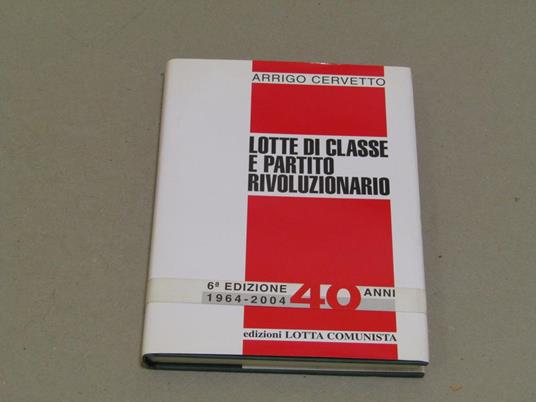 ARRIGO CERVETTO
LOTTE DI CLASSE
E PARTITO
RIVOLUZIONARIO
6ª EDIZIONE
1964-2004
40 ANNI
edizioni LOTTA COMUNISTA